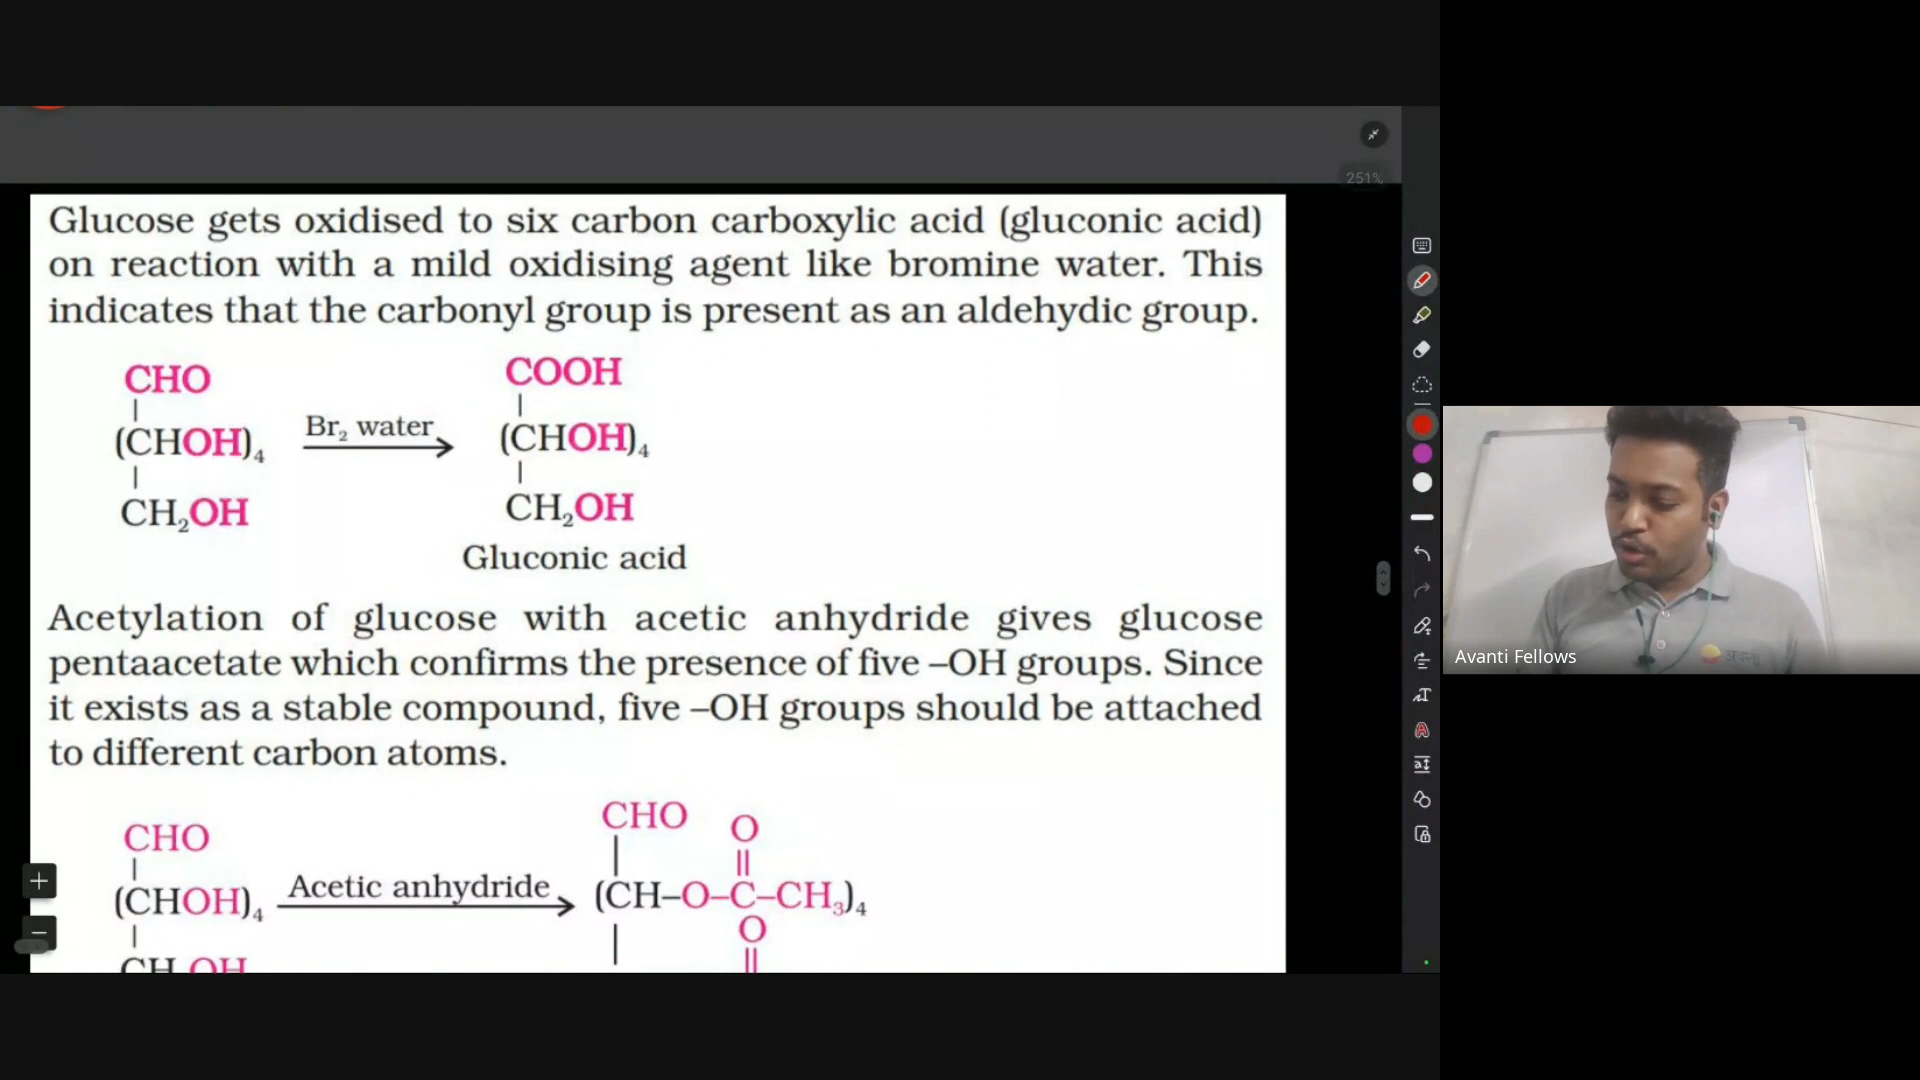 251%
Glucose gets oxidised to six carbon carboxylic acid (gluconic acid)
on reaction with a mild oxidising agent like bromine water. This
indicates that the carbonyl group is present as an aldehydic group.
CHO
|
(CHOH)₄
|
CH₂OH
Br₂ water
COOH
|
(CHOH)₄
|
CH₂OH
Gluconic acid
Acetylation of glucose with acetic anhydride gives glucose
pentaacetate which confirms the presence of five –OH groups. Since
it exists as a stable compound, five –OH groups should be attached
to different carbon atoms.
CHO
|
(CHOH)₄
|
Acetic anhydride
CHO
|
O
||
(CH–O–C–CH₃)₄
|
O
||
Avanti Fellows